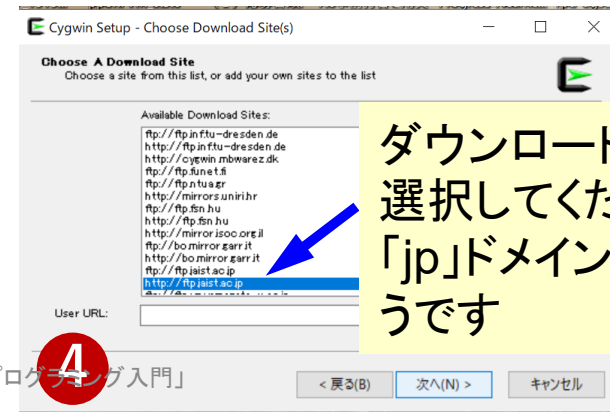 Cygwin Setup - Choose Download Site(s)
Choose A Download Site
Choose a site from this list, or add your own sites to the list
Available Download Sites:
ftp://ftp.inf.tu-dresden.de
http://ftp.inf.tu-dresden.de
http://cygwin.mbwarez.dk
ftp://ftp.funet.fi
ftp://ftp.ntua.gr
http://mirrors.uniri.hr
ftp://ftp.fsn.hu
http://ftp.fsn.hu
http://mirror.isoc.org.il
ftp://bo.mirror.garr.it
http://bo.mirror.garr.it
ftp://ftp.jaist.ac.jp
http://ftp.jaist.ac.jp
ダウンロード
選択してくだ
「jp」ドメイン
うです
User URL:
4
プログラミング入門」
< 戻る(B)
次へ(N) >
キャンセル